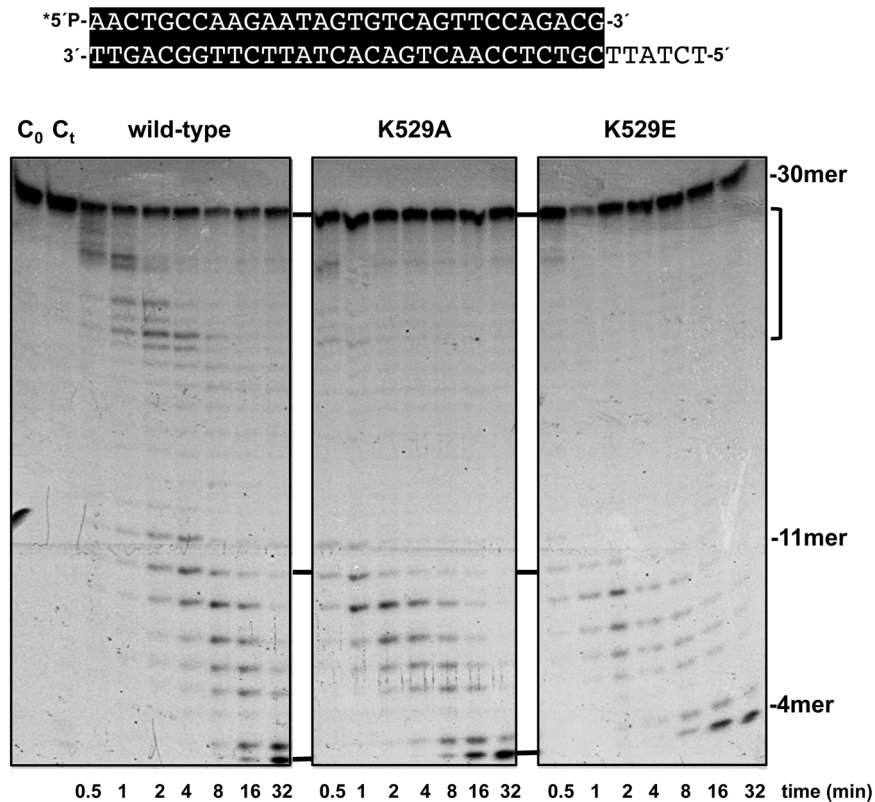 *5´P-AACTGCCAAGAATAGTGTCAGTTCCAGACG-3´
3´-TTGACGGTTCTTATCACAGTCAACCTCTGCTTATCT-5´
C0 Ct wild-type K529A K529E
-30mer
-11mer
-4mer
0.5 1 2 4 8 16 32 0.5 1 2 4 8 16 32 0.5 1 2 4 8 16 32 time (min)